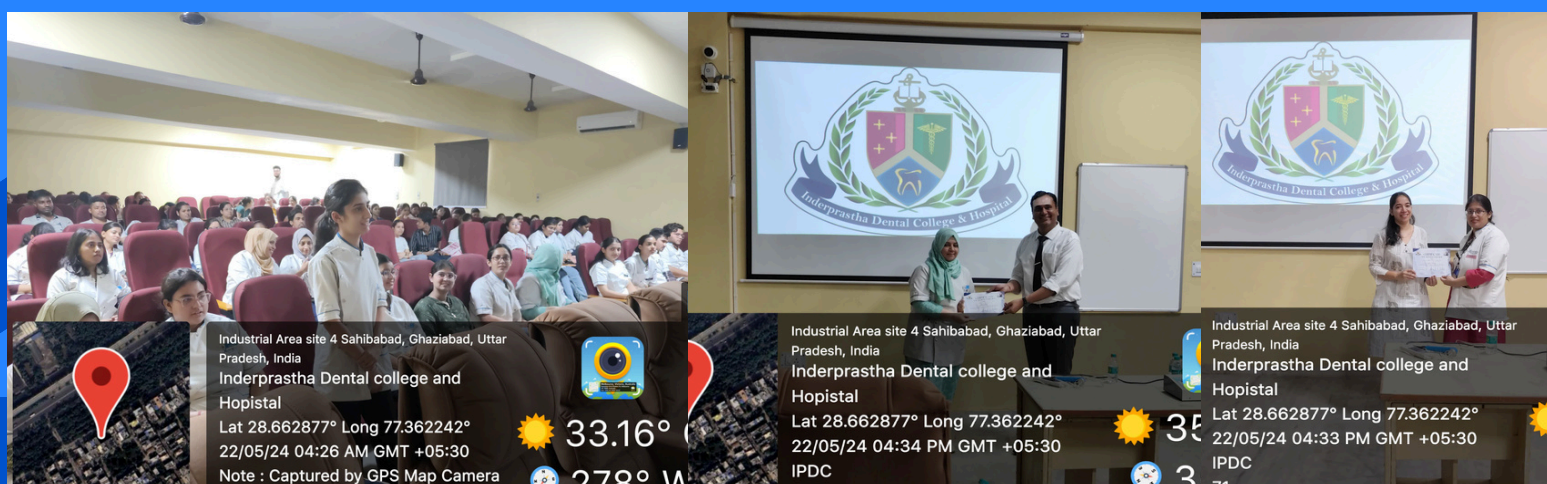 Industrial Area site 4 Sahibabad, Ghaziabad, Uttar
Pradesh, India
Inderprastha Dental college and
Hopistal
Lat 28.662877° Long 77.362242°
22/05/24 04:26 AM GMT +05:30
Note : Captured by GPS Map Camera
33.16°
278° W
Inderprastha Dental College & Hospital
Industrial Area site 4 Sahibabad, Ghaziabad, Uttar
Pradesh, India
Inderprastha Dental college and
Hopistal
Lat 28.662877° Long 77.362242°
22/05/24 04:34 PM GMT +05:30
IPDC
35
3
Inderprastha Dental College & Hospital
Industrial Area site 4 Sahibabad, Ghaziabad, Uttar
Pradesh, India
Inderprastha Dental college and
Hopistal
Lat 28.662877° Long 77.362242°
22/05/24 04:33 PM GMT +05:30
IPDC